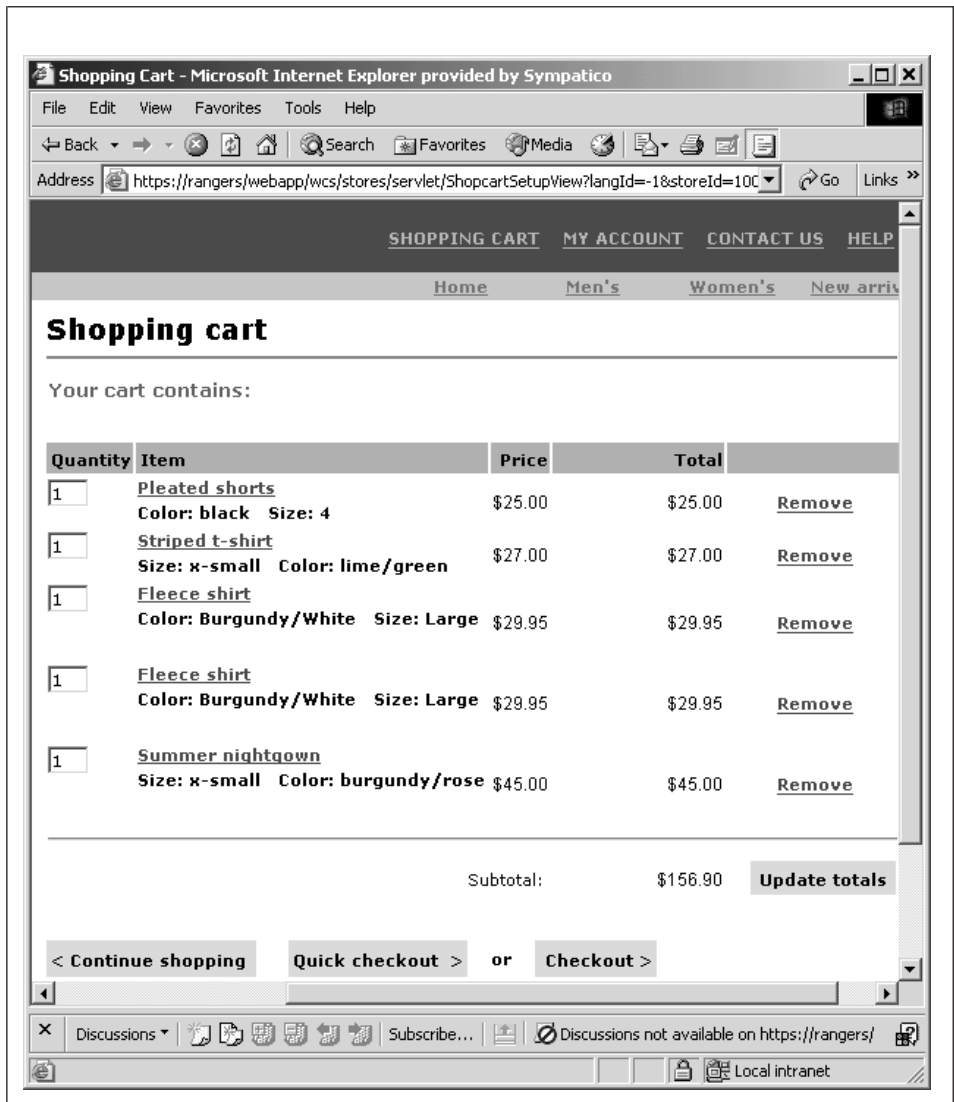 Shopping Cart - Microsoft Internet Explorer provided by Sympatico
File Edit View Favorites Tools Help
Back Search Favorites Media
Address https://rangers/webapp/wcs/stores/servlet/ShopcartSetupView?langId=-1&storeId=100 Go Links »
SHOPPING CART MY ACCOUNT CONTACT US HELP
Home Men's Women's New arriv
Shopping cart
Your cart contains:
Quantity Item Price Total
1 Pleated shorts $25.00 $25.00 Remove
Color: black Size: 4
1 Striped t-shirt $27.00 $27.00 Remove
Size: x-small Color: lime/green
1 Fleece shirt
Color: Burgundy/White Size: Large $29.95 $29.95 Remove
1 Fleece shirt
Color: Burgundy/White Size: Large $29.95 $29.95 Remove
1 Summer nightgown
Size: x-small Color: burgundy/rose $45.00 $45.00 Remove
Subtotal: $156.90 Update totals
< Continue shopping Quick checkout > or Checkout >
Discussions Subscribe... Discussions not available on https://rangers/
Local intranet